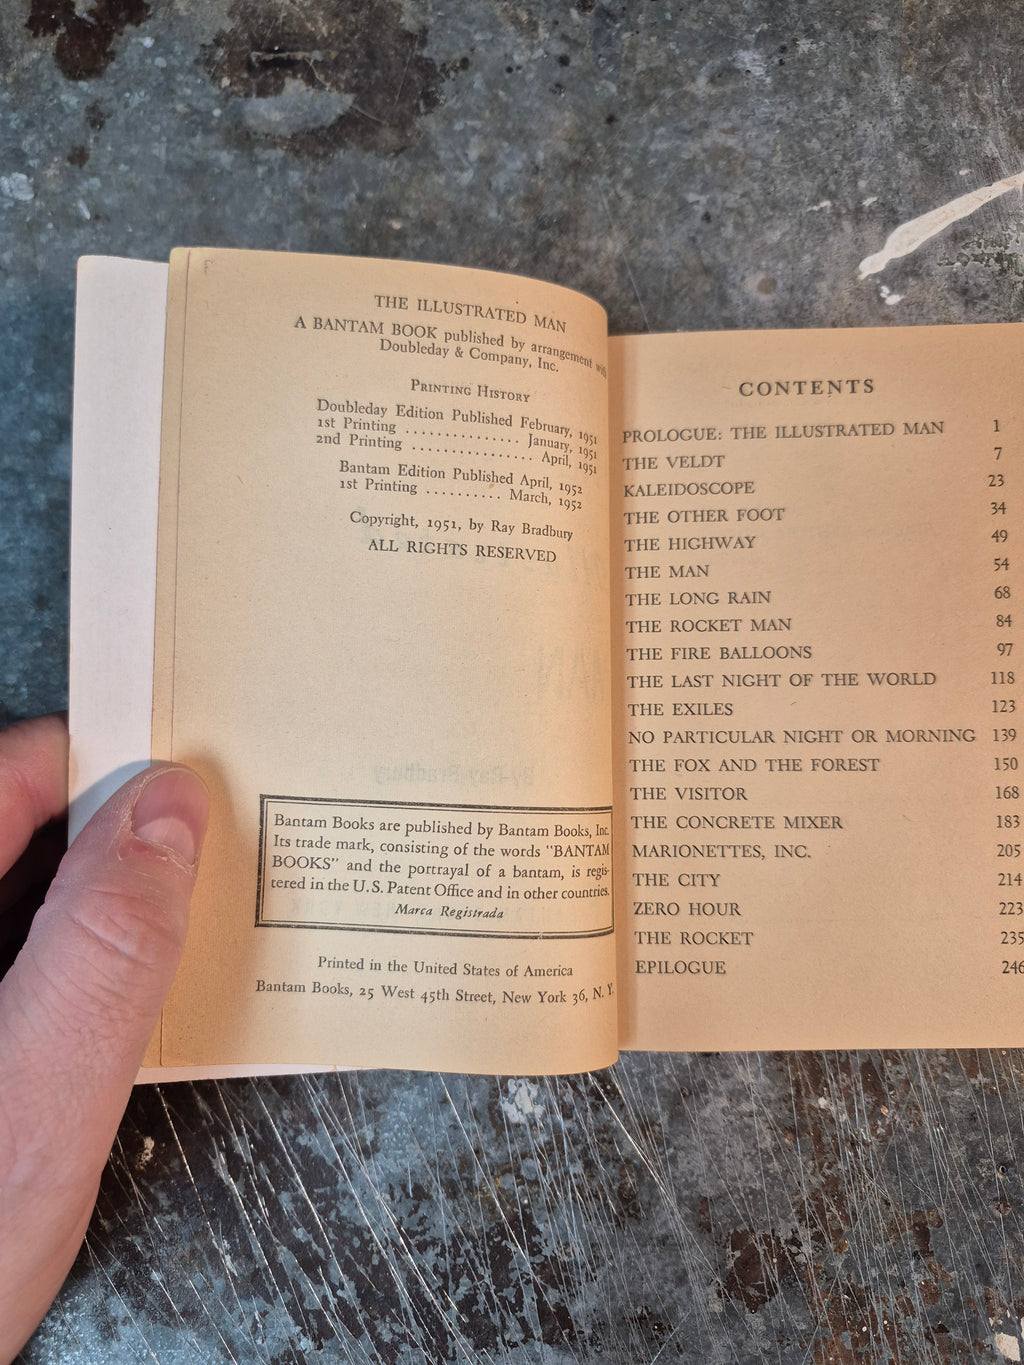 THE ILLUSTRATED MAN
A BANTAM BOOK published by arrangement with
Doubleday & Company, Inc.
PRINTING HISTORY
Doubleday Edition Published February, 1951
1st Printing .............. January, 1951
2nd Printing ............... April, 1951
Bantam Edition Published April, 1952
1st Printing .......... March, 1952
Copyright, 1951, by Ray Bradbury
ALL RIGHTS RESERVED
Bantam Books are published by Bantam Books, Inc.
Its trade mark, consisting of the words "BANTAM
BOOKS" and the portrayal of a bantam, is regis-
tered in the U.S. Patent Office and in other countries.
Marca Registrada
Printed in the United States of America
Bantam Books, 25 West 45th Street, New York 36, N. Y.
CONTENTS
PROLOGUE: THE ILLUSTRATED MAN 1
THE VELDT 7
KALEIDOSCOPE 23
THE OTHER FOOT 34
THE HIGHWAY 49
THE MAN 54
THE LONG RAIN 68
THE ROCKET MAN 84
THE FIRE BALLOONS 97
THE LAST NIGHT OF THE WORLD 118
THE EXILES 123
NO PARTICULAR NIGHT OR MORNING 139
THE FOX AND THE FOREST 150
THE VISITOR 168
THE CONCRETE MIXER 183
MARIONETTES, INC. 205
THE CITY 214
ZERO HOUR 223
THE ROCKET 235
EPILOGUE 246